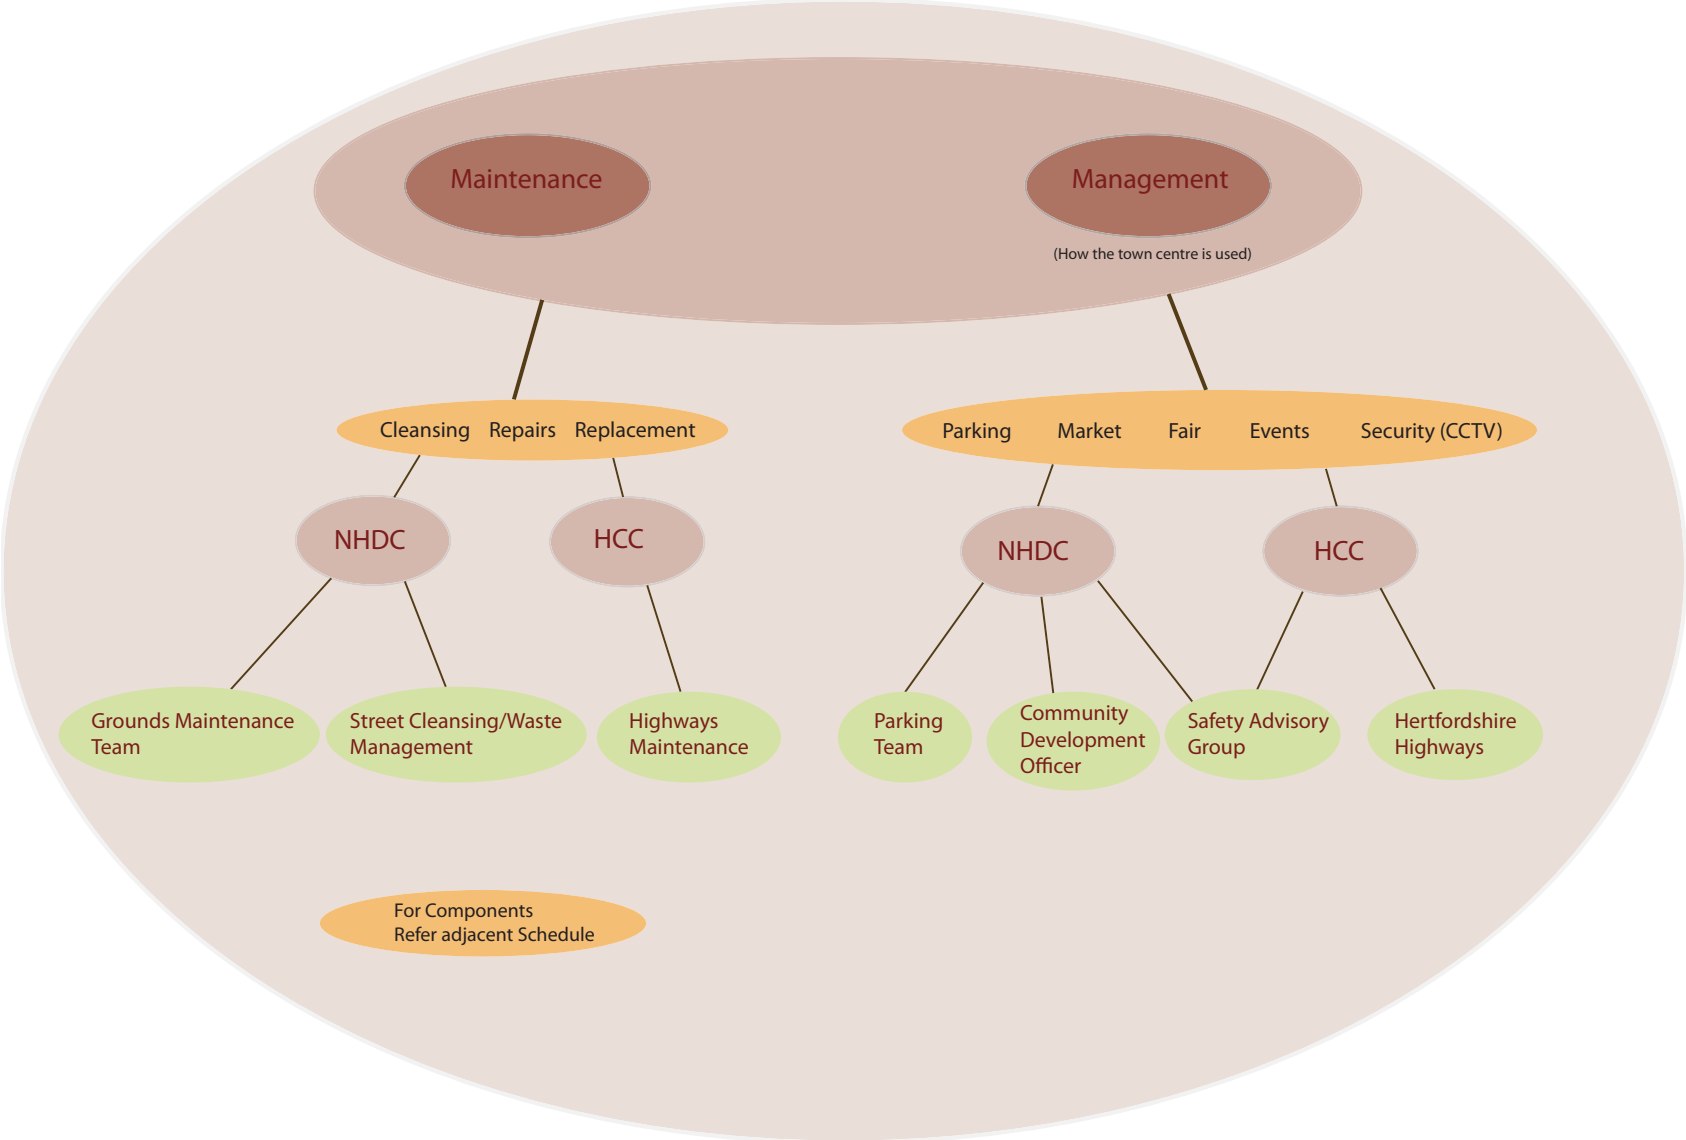 Maintenance
Management
(How the town centre is used)
Cleansing Repairs Replacement
Parking Market Fair Events Security (CCTV)
NHDC
HCC
NHDC
HCC
Grounds Maintenance
Team
Street Cleansing/Waste
Management
Highways
Maintenance
Parking
Team
Community
Development
Officer
Safety Advisory
Group
Hertfordshire
Highways
For Components
Refer adjacent Schedule